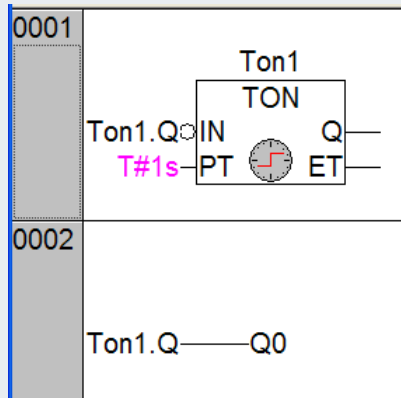 0001
Ton1
TON
Ton1.Q IN Q
T#1s PT ET
0002
Ton1.Q Q0